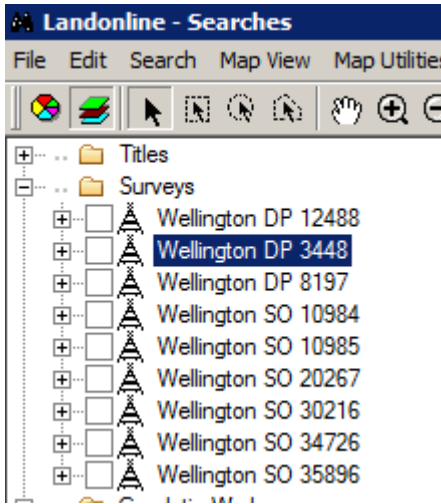 Landonline - Searches
File Edit Search Map View Map Utilities
Titles
Surveys
Wellington DP 12488
Wellington DP 3448
Wellington DP 8197
Wellington SO 10984
Wellington SO 10985
Wellington SO 20267
Wellington SO 30216
Wellington SO 34726
Wellington SO 35896